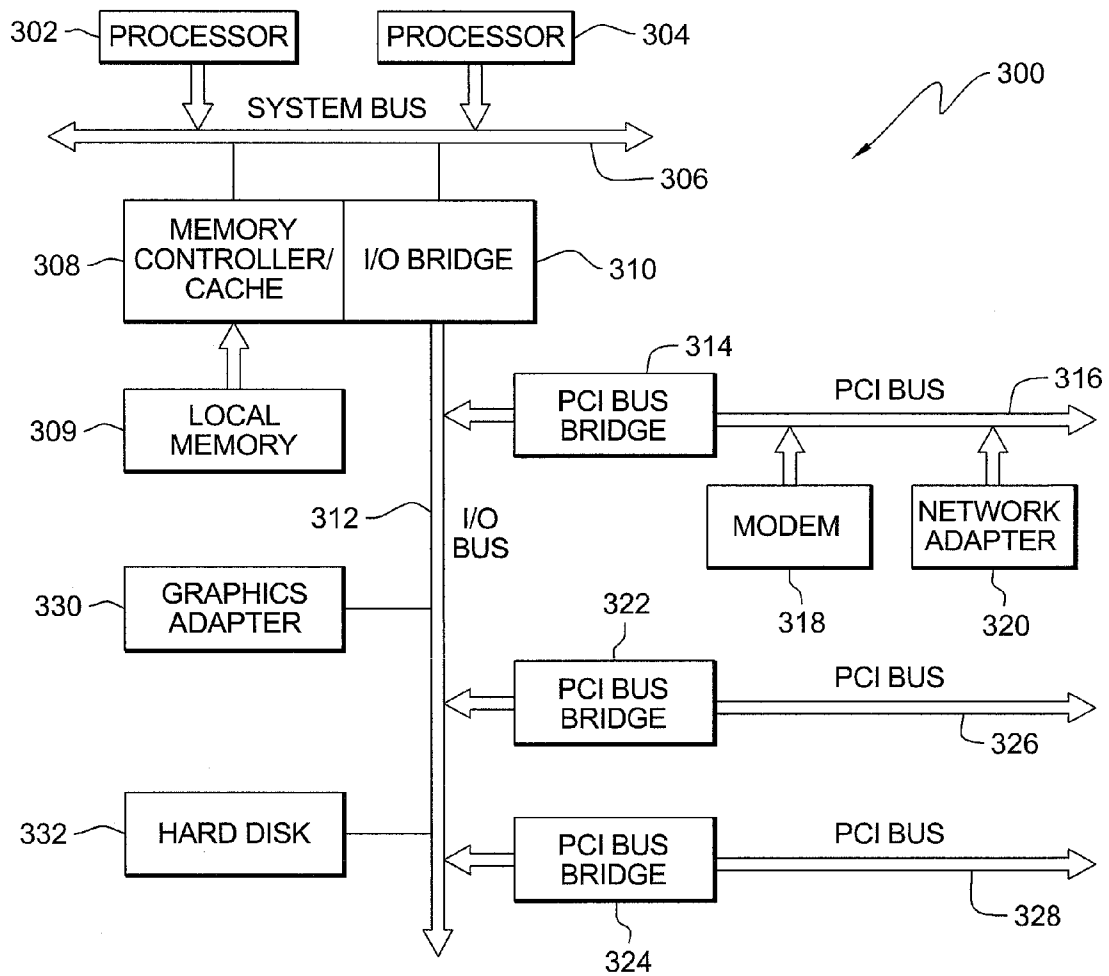 302
PROCESSOR
PROCESSOR
304
300
SYSTEM BUS
306
308
MEMORY
CONTROLLER/
CACHE
I/O BRIDGE
310
314
309
LOCAL
MEMORY
PCI BUS
BRIDGE
PCI BUS
316
312
I/O
BUS
MODEM
NETWORK
ADAPTER
318
320
330
GRAPHICS
ADAPTER
322
PCI BUS
BRIDGE
PCI BUS
326
332
HARD DISK
PCI BUS
BRIDGE
PCI BUS
328
324